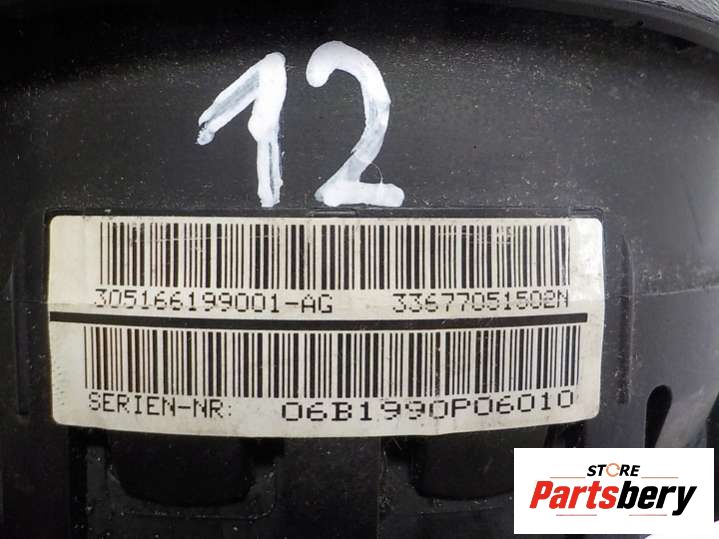 12
305166199001-AG 33677051502N
SERIEN-NR: 06B1990P06010
STORE
Partsbery